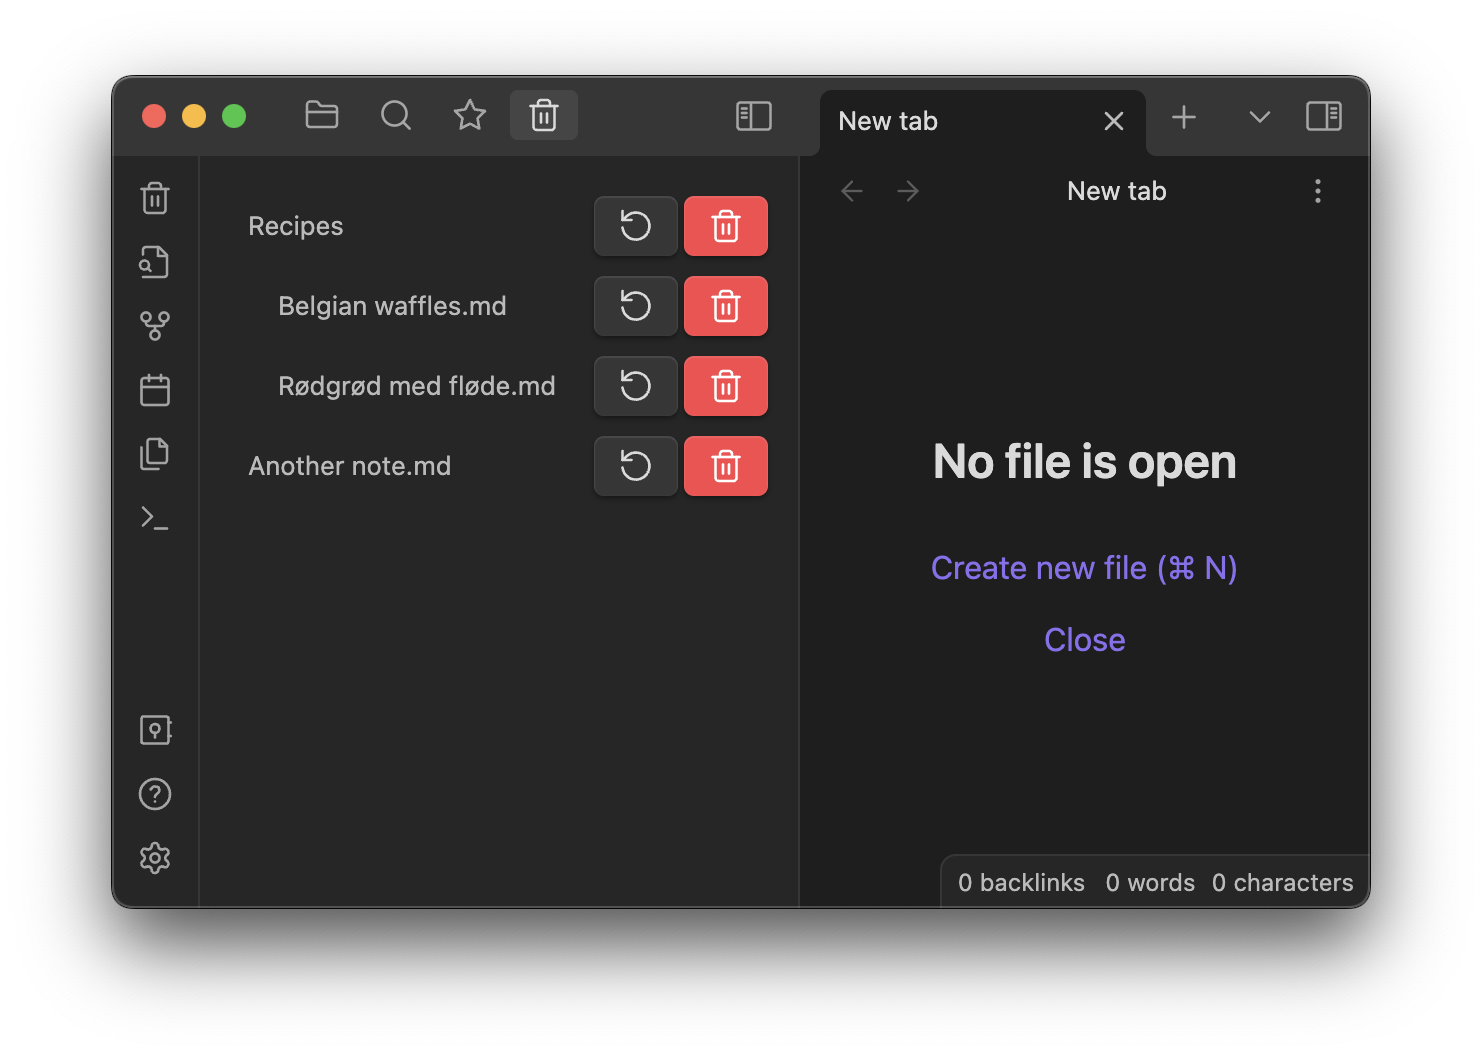 New tab
New tab
Recipes
Belgian waffles.md
Rødgrød med fløde.md
Another note.md
No file is open
Create new file (⌘ N)
Close
0 backlinks 0 words 0 characters